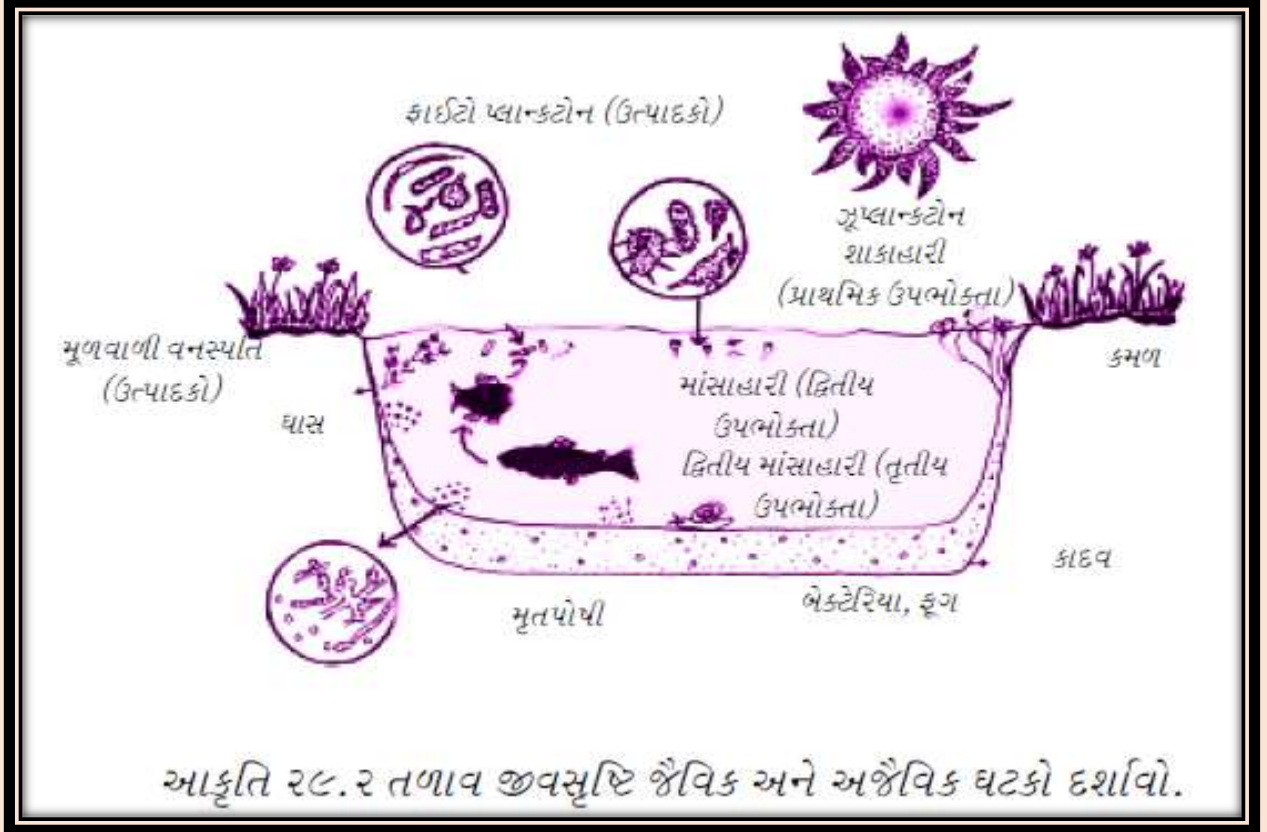 ફાઈટો પ્લાન્કટોન (ઉત્પાદકો)
ઝૂપ્લાન્કટોન
શાકાહારી
(પ્રાથમિક ઉપભોક્તા)
મૂળવાળી વનસ્પતિ
(ઉત્પાદકો)
ઘાસ
કમળ
માંસાહારી (દ્વિતીય
ઉપભોક્તા)
દ્વિતીય માંસાહારી (તૃતીય
ઉપભોક્તા)
કાદવ
મૃતપોષી
બેક્ટેરિયા, ફૂગ
આકૃતિ ૨૯.૨ તળાવ જીવસૃષ્ટિ જૈવિક અને અજૈવિક ઘટકો દર્શાવો.